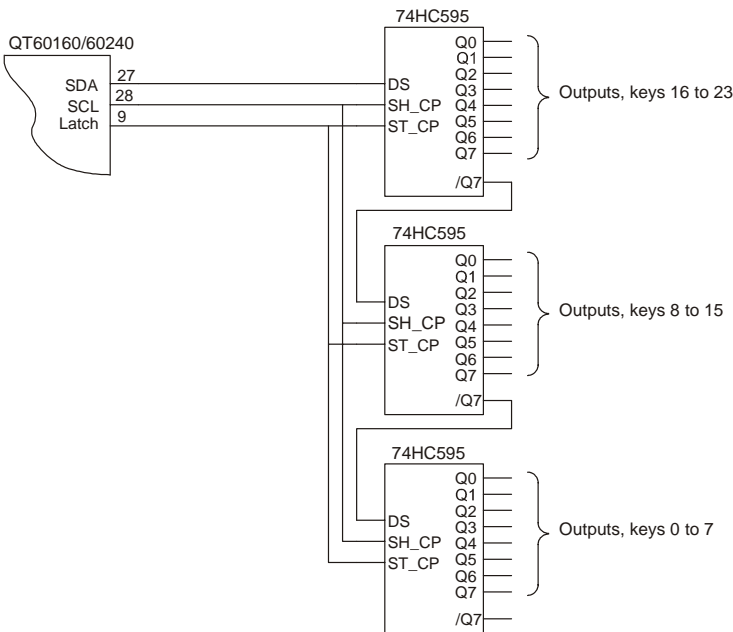 74HC595
QT60160/60240
SDA 27
SCL 28
Latch 9
DS
SH_CP
ST_CP
Q0
Q1
Q2
Q3
Q4
Q5
Q6
Q7
/Q7
Outputs, keys 16 to 23
74HC595
DS
SH_CP
ST_CP
Q0
Q1
Q2
Q3
Q4
Q5
Q6
Q7
/Q7
Outputs, keys 8 to 15
74HC595
DS
SH_CP
ST_CP
Q0
Q1
Q2
Q3
Q4
Q5
Q6
Q7
/Q7
Outputs, keys 0 to 7